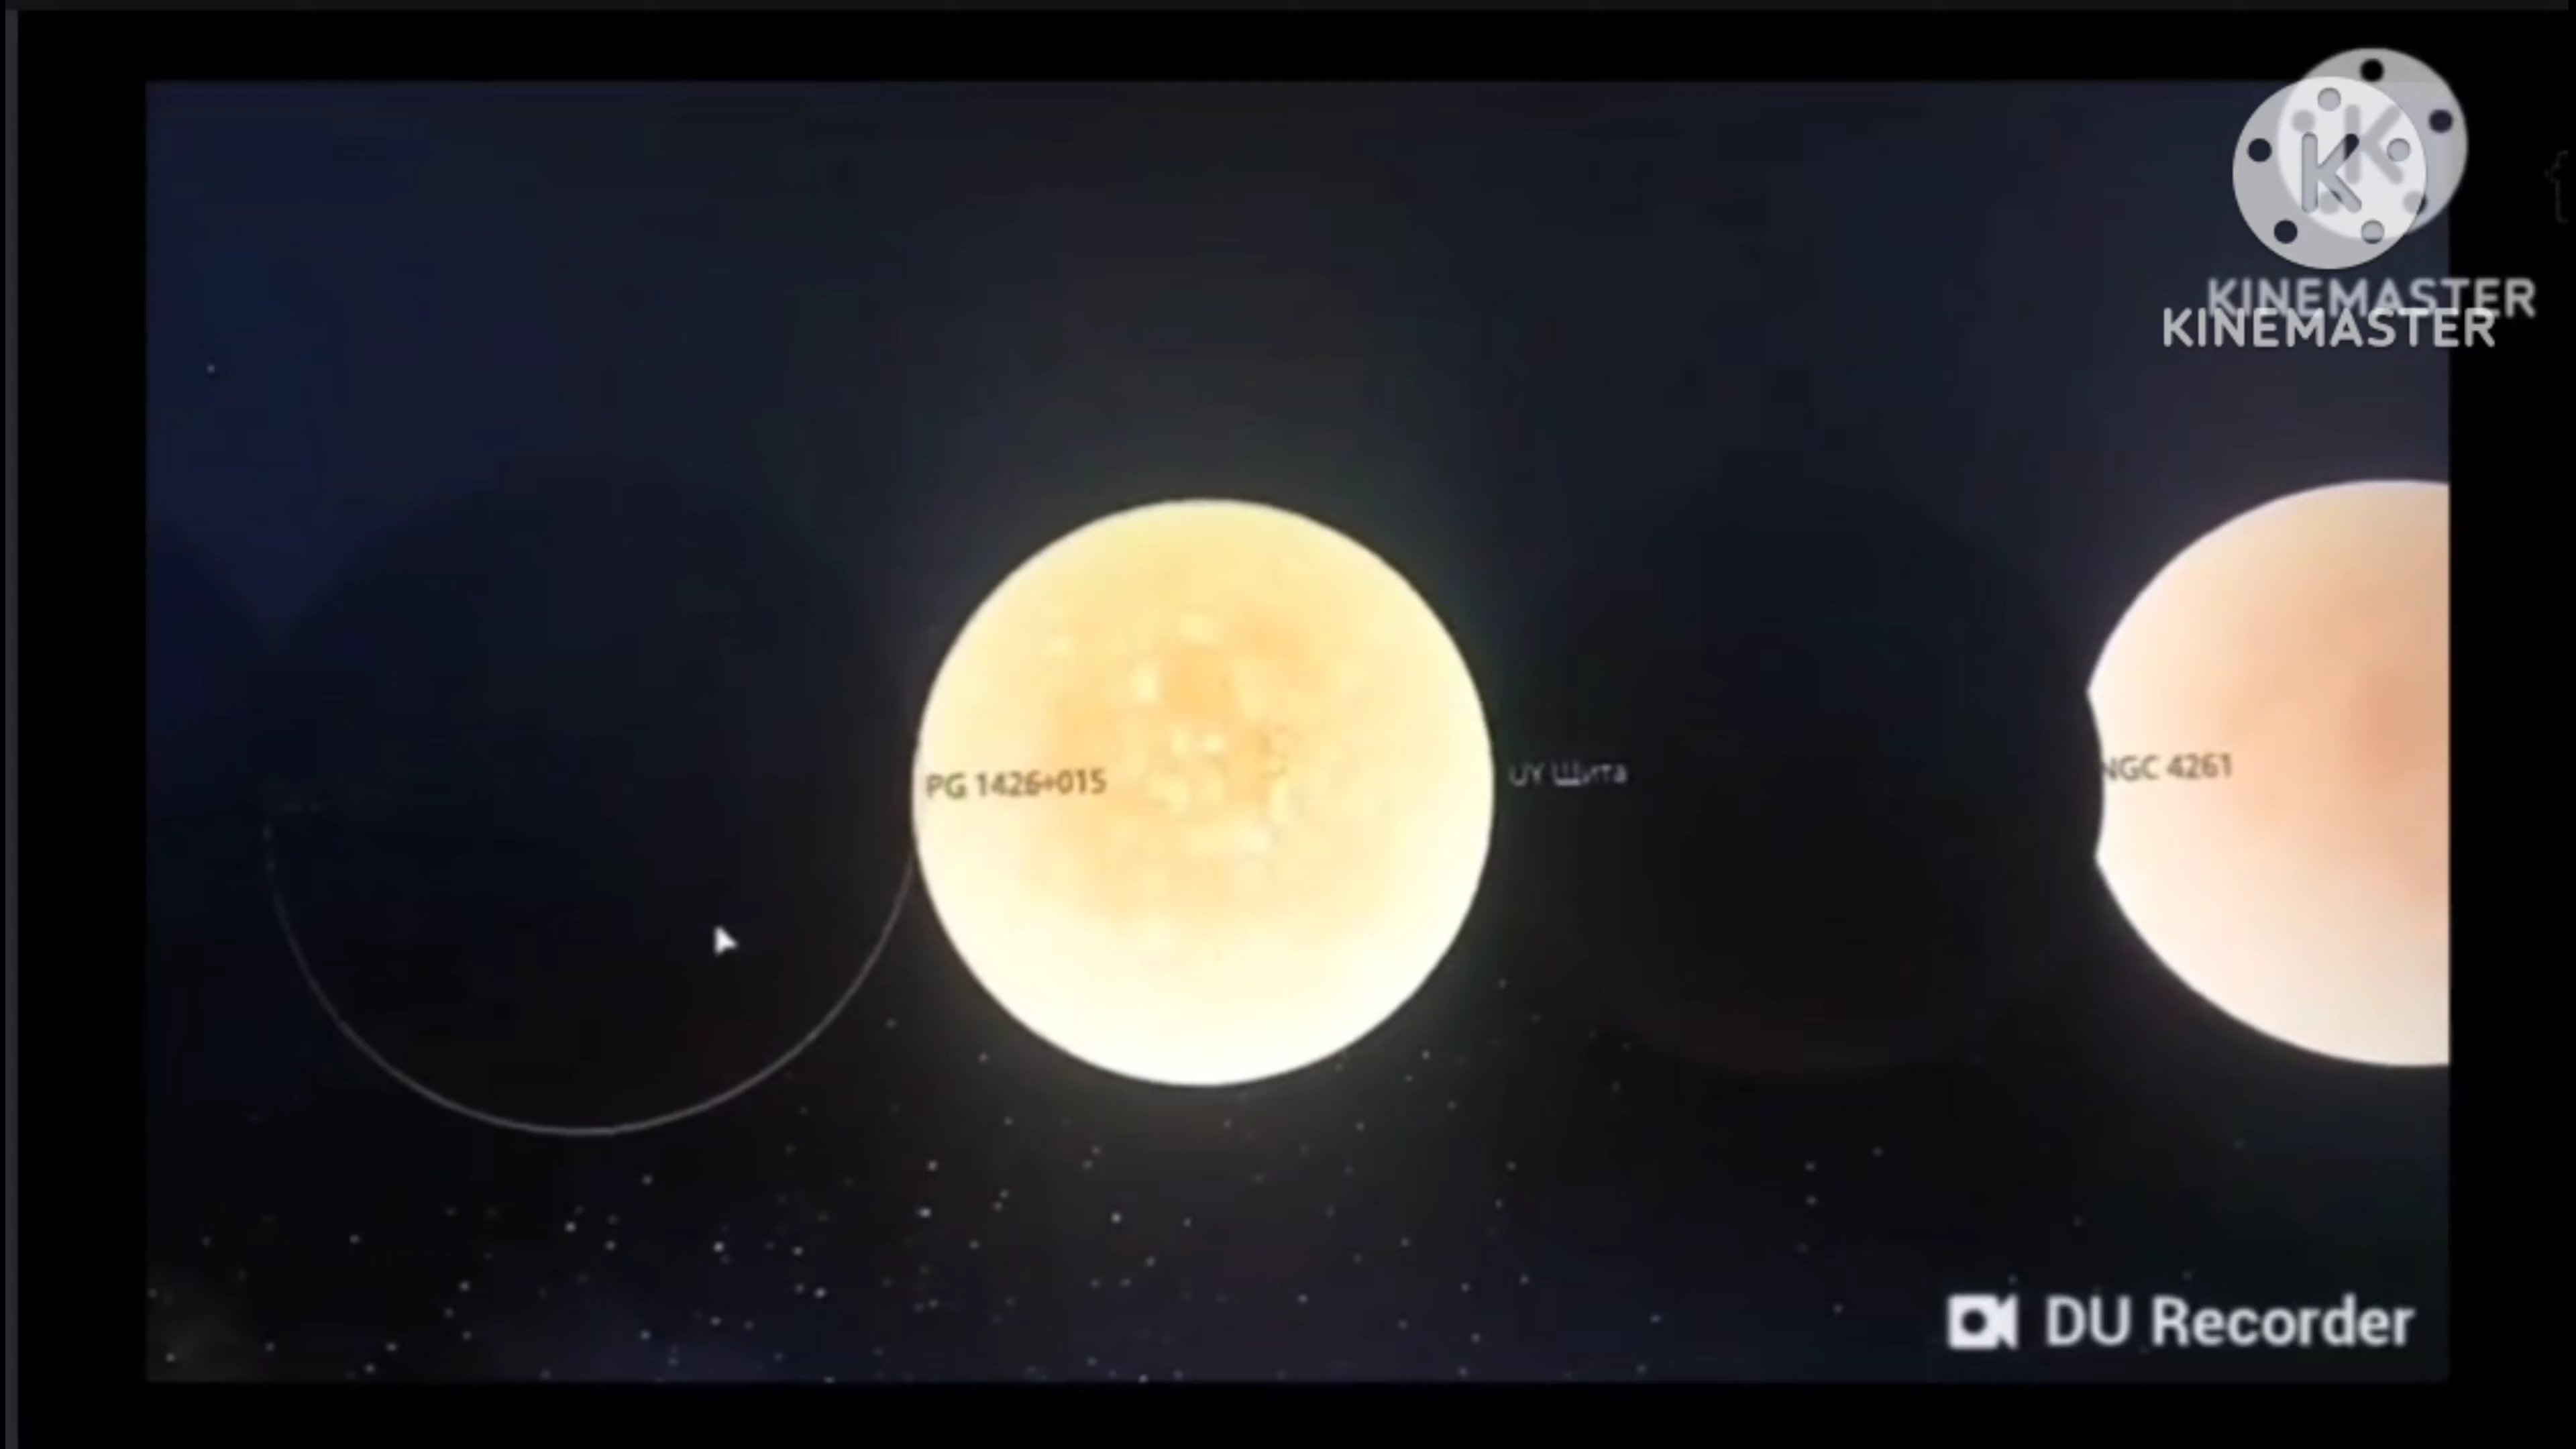 K
K
KINEMASTER
KINEMASTER
PG 1426+015
UY Щита
NGC 4261
DU Recorder